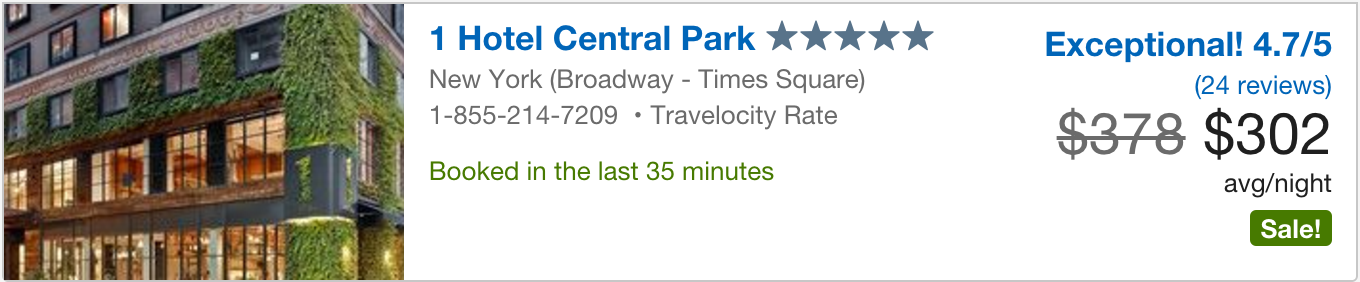 1 Hotel Central Park
New York (Broadway - Times Square)
1-855-214-7209 • Travelocity Rate
Booked in the last 35 minutes
Exceptional! 4.7/5
(24 reviews)
$378 $302
avg/night
Sale!